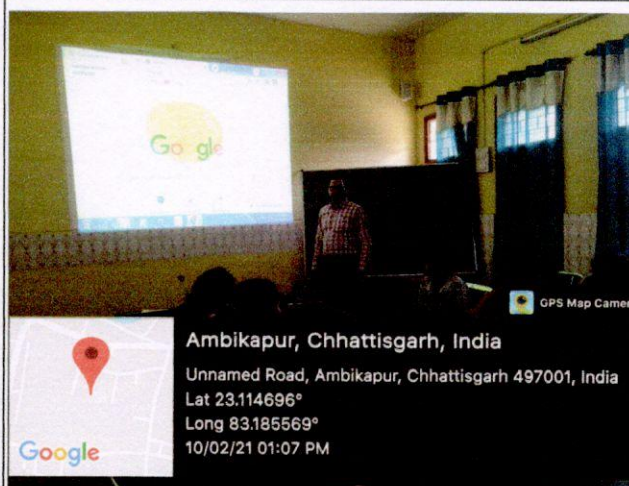 Google
GPS Map Camer
Ambikapur, Chhattisgarh, India
Unnamed Road, Ambikapur, Chhattisgarh 497001, India
Lat 23.114696°
Long 83.185569°
10/02/21 01:07 PM
Google